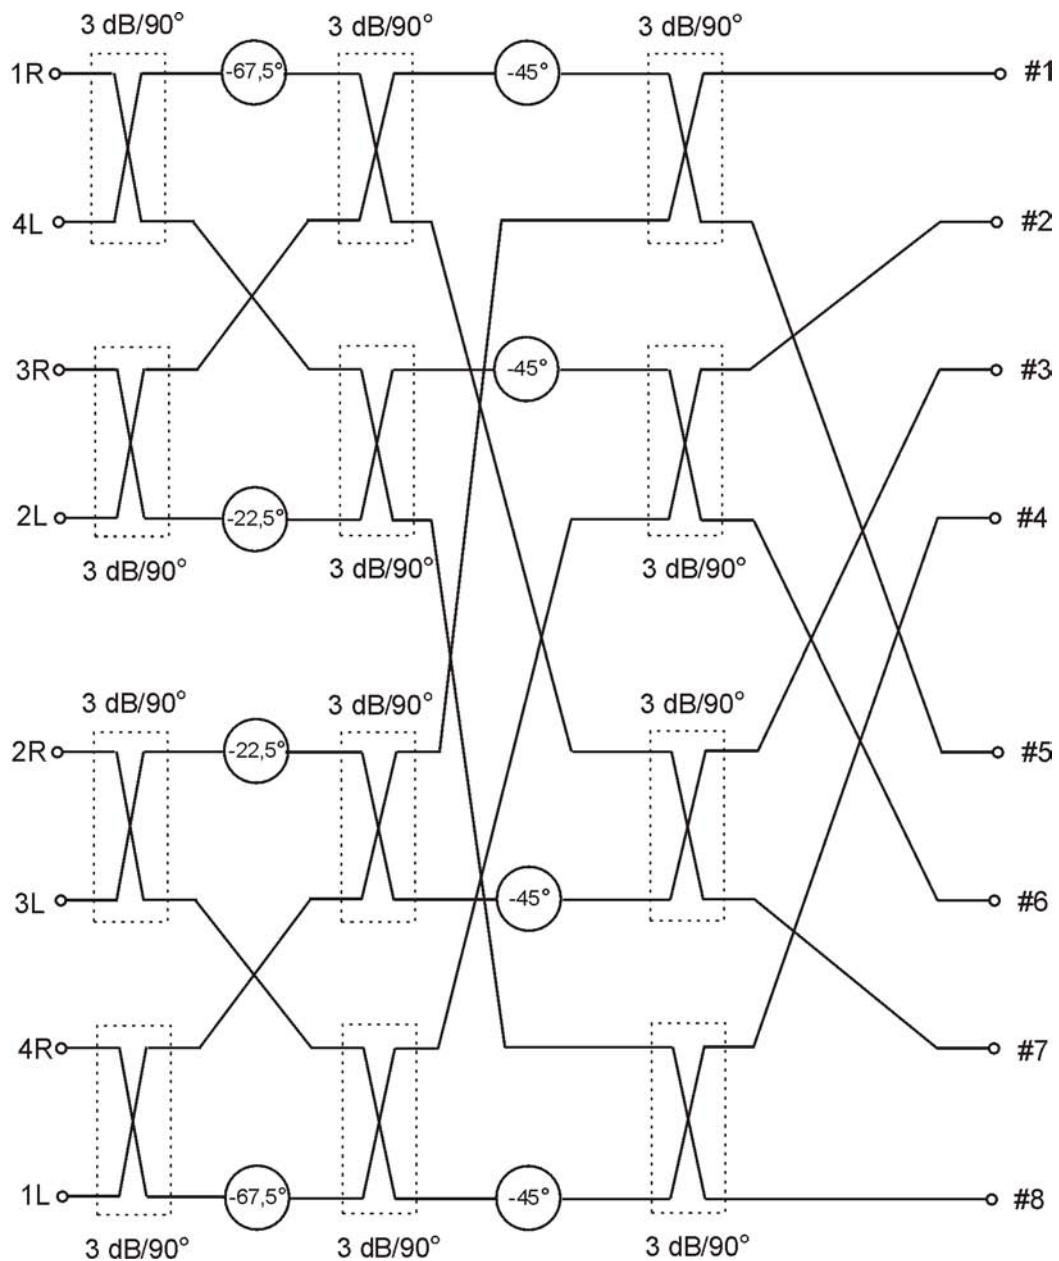 3 dB/90° 3 dB/90° 3 dB/90°
1R -67,5° -45° #1
4L #2
3R -45° #3
2L -22,5° #4
3 dB/90° 3 dB/90° 3 dB/90°
3 dB/90° 3 dB/90° 3 dB/90°
2R -22,5° #5
3L -45° #6
4R #7
1L -67,5° -45° #8
3 dB/90° 3 dB/90° 3 dB/90°